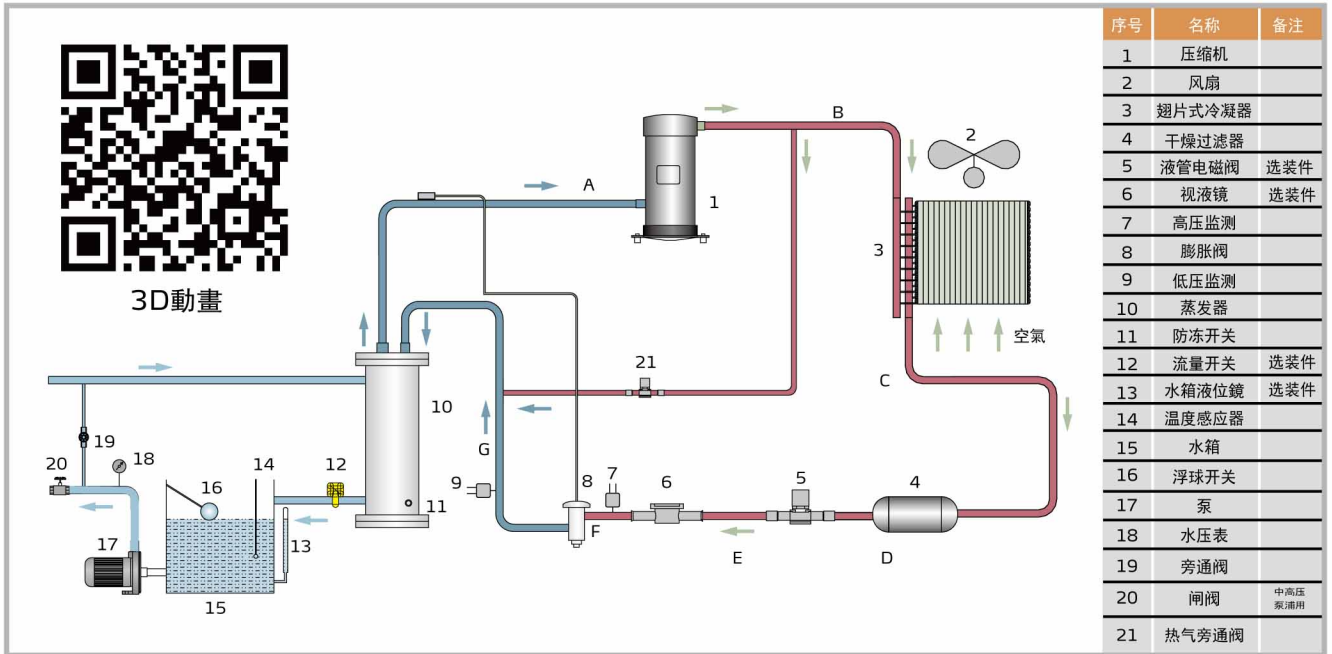 3D動畫
A
B
2
1
3
空氣
21
C
10
G
19
20
18
16
14
12
9
8
7
6
5
4
11
F
17
13
E
D
15
序号 名称 备注
1 压缩机
2 风扇
3 翅片式冷凝器
4 干燥过滤器
5 液管电磁阀 选装件
6 视液镜 选装件
7 高压监测
8 膨胀阀
9 低压监测
10 蒸发器
11 防冻开关
12 流量开关 选装件
13 水箱液位鏡 选装件
14 温度感应器
15 水箱
16 浮球开关
17 泵
18 水压表
19 旁通阀
20 闸阀 中高压
泵浦用
21 热气旁通阀